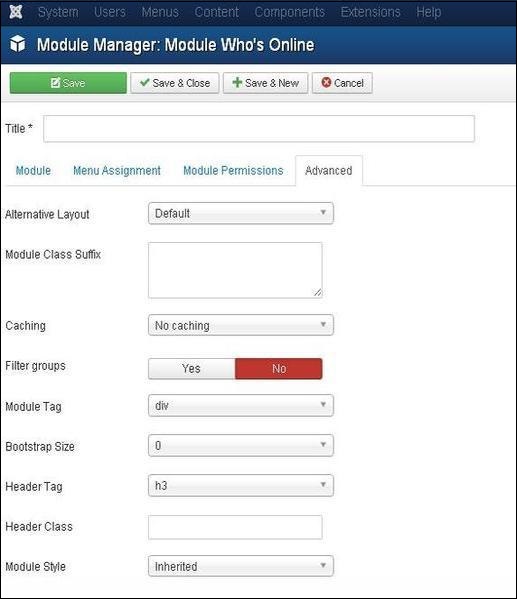 System Users Menus Content Components Extensions Help
Module Manager: Module Who's Online
Save Save & Close Save & New Cancel
Title *
Module Menu Assignment Module Permissions Advanced
Alternative Layout Default
Module Class Suffix
Caching No caching
Filter groups Yes No
Module Tag div
Bootstrap Size 0
Header Tag h3
Header Class
Module Style Inherited